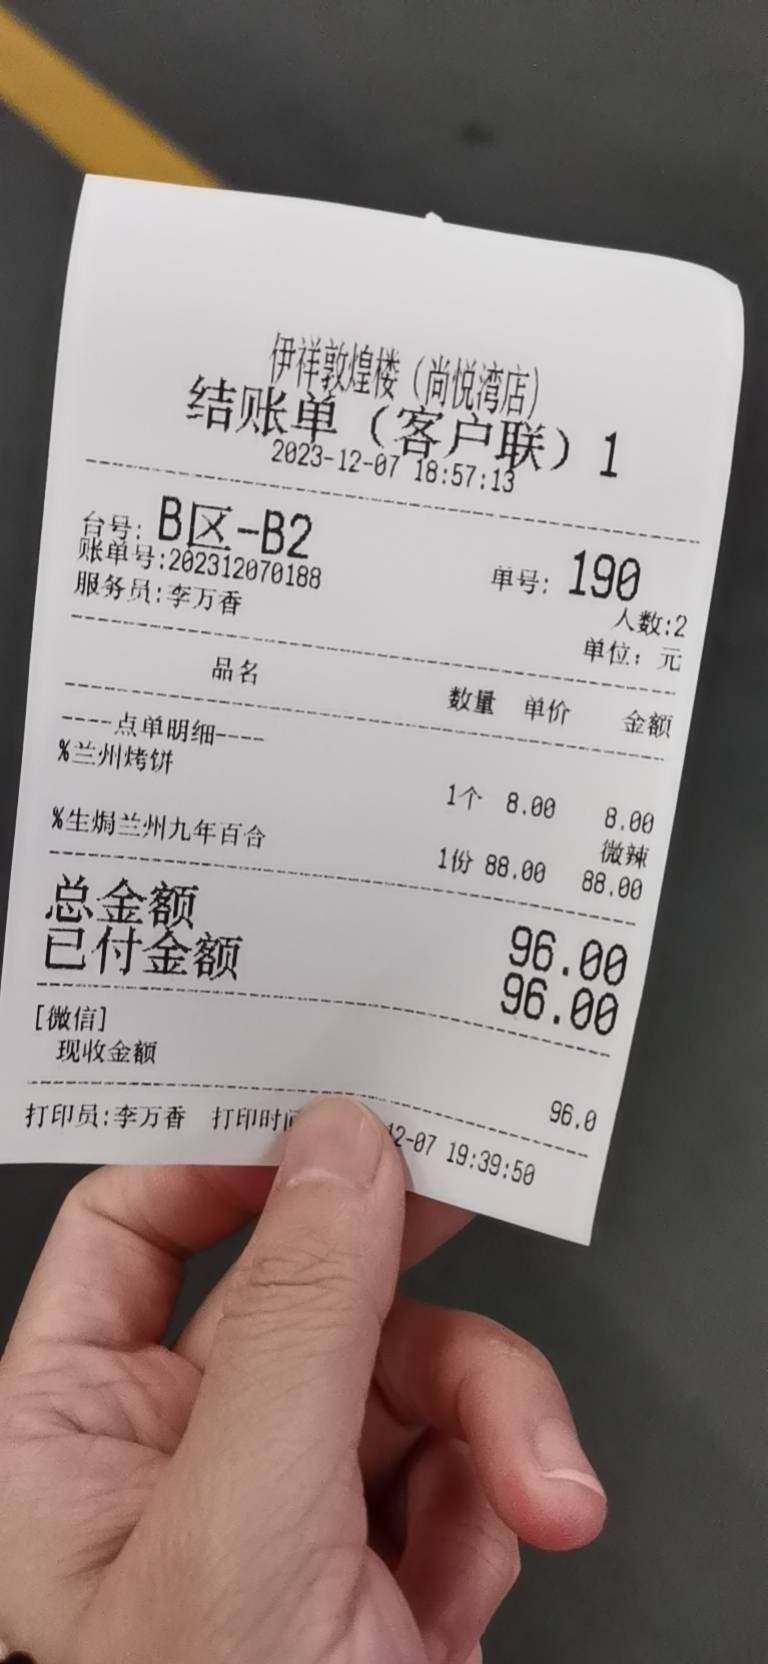 伊祥敦煌楼（尚悦湾店）
结账单（客户联）1
2023-12-07 18:57:13
台号: B区-B2 单号: 190
账单号:202312070188 人数:2
服务员:李万香 单位: 元
品名 数量 单价 金额
----点单明细----
%兰州烤饼
1个 8.00 8.00
微辣
%生焗兰州九年百合
1份 88.00 88.00
总金额 96.00
已付金额 96.00
[微信]
现收金额 96.0
打印员:李万香 打印时 12-07 19:39:50